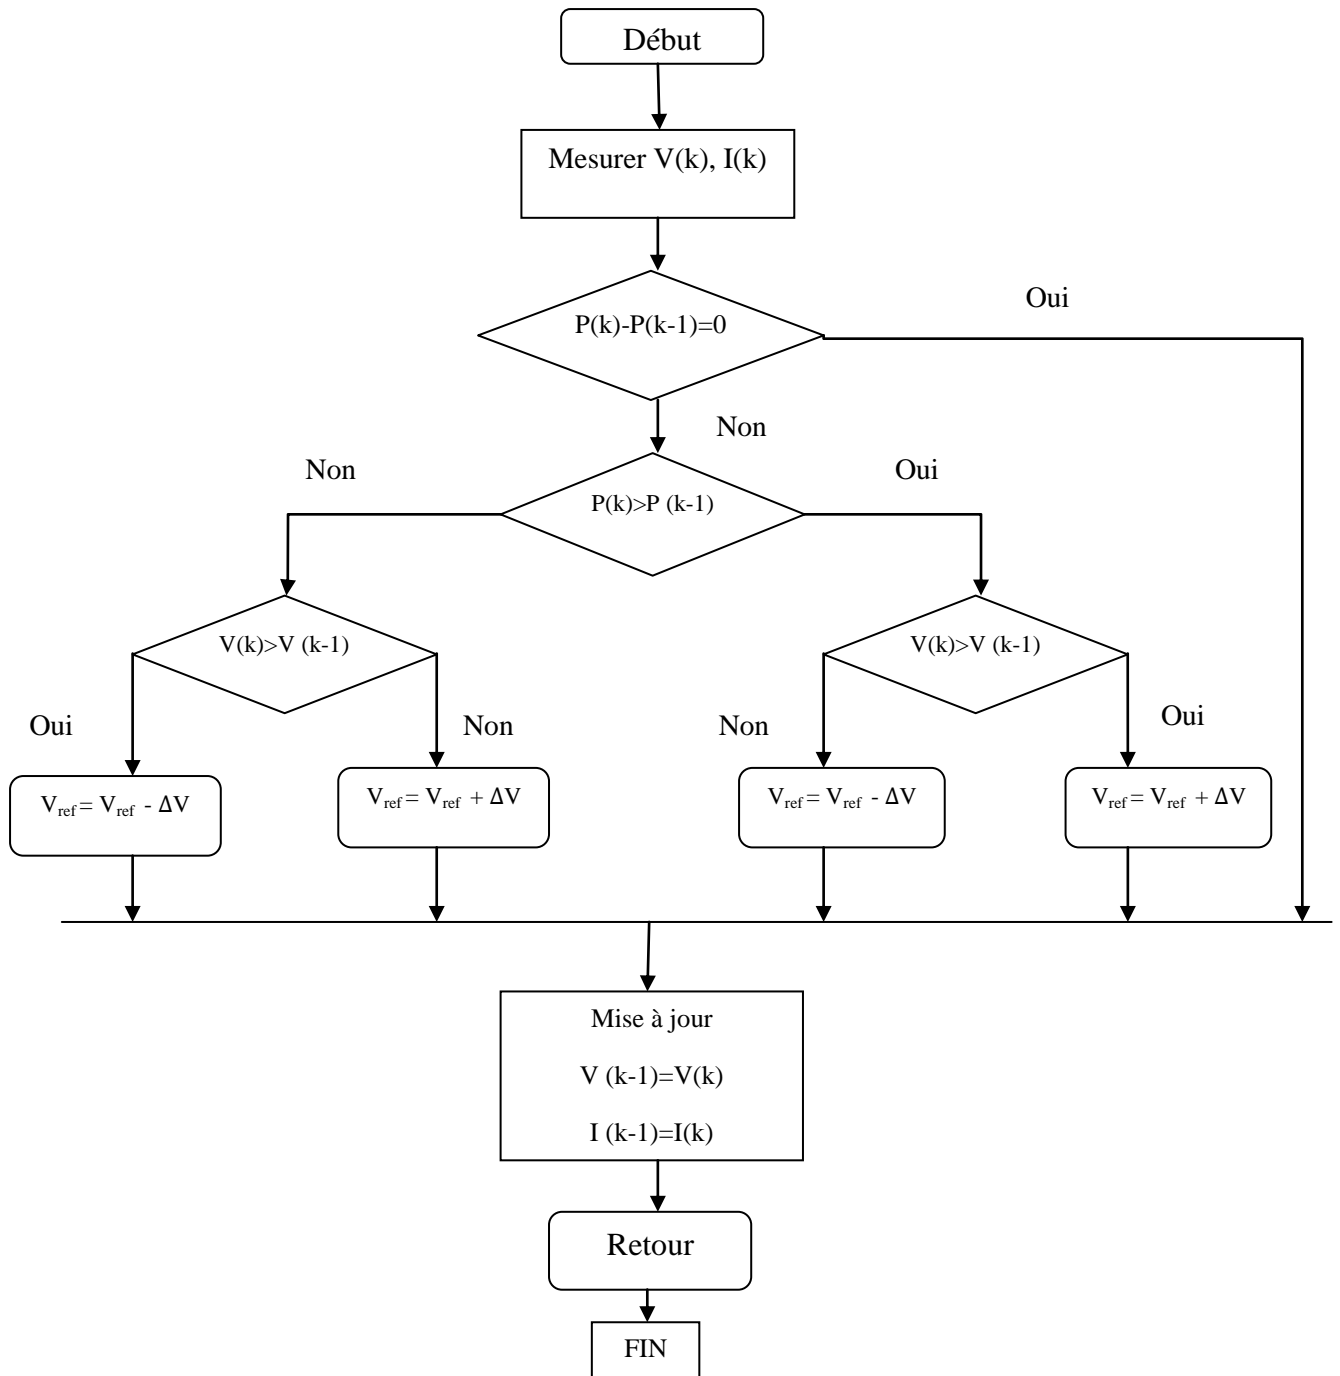 Début
Mesurer V(k), I(k)
P(k)-P(k-1)=0
Oui
Non
Non
P(k)>P (k-1)
Oui
V(k)>V (k-1)
V(k)>V (k-1)
Oui
Non
Non
Oui
Vref = Vref - ΔV
Vref = Vref + ΔV
Vref = Vref - ΔV
Vref = Vref + ΔV
Mise à jour
V (k-1)=V(k)
I (k-1)=I(k)
Retour
FIN